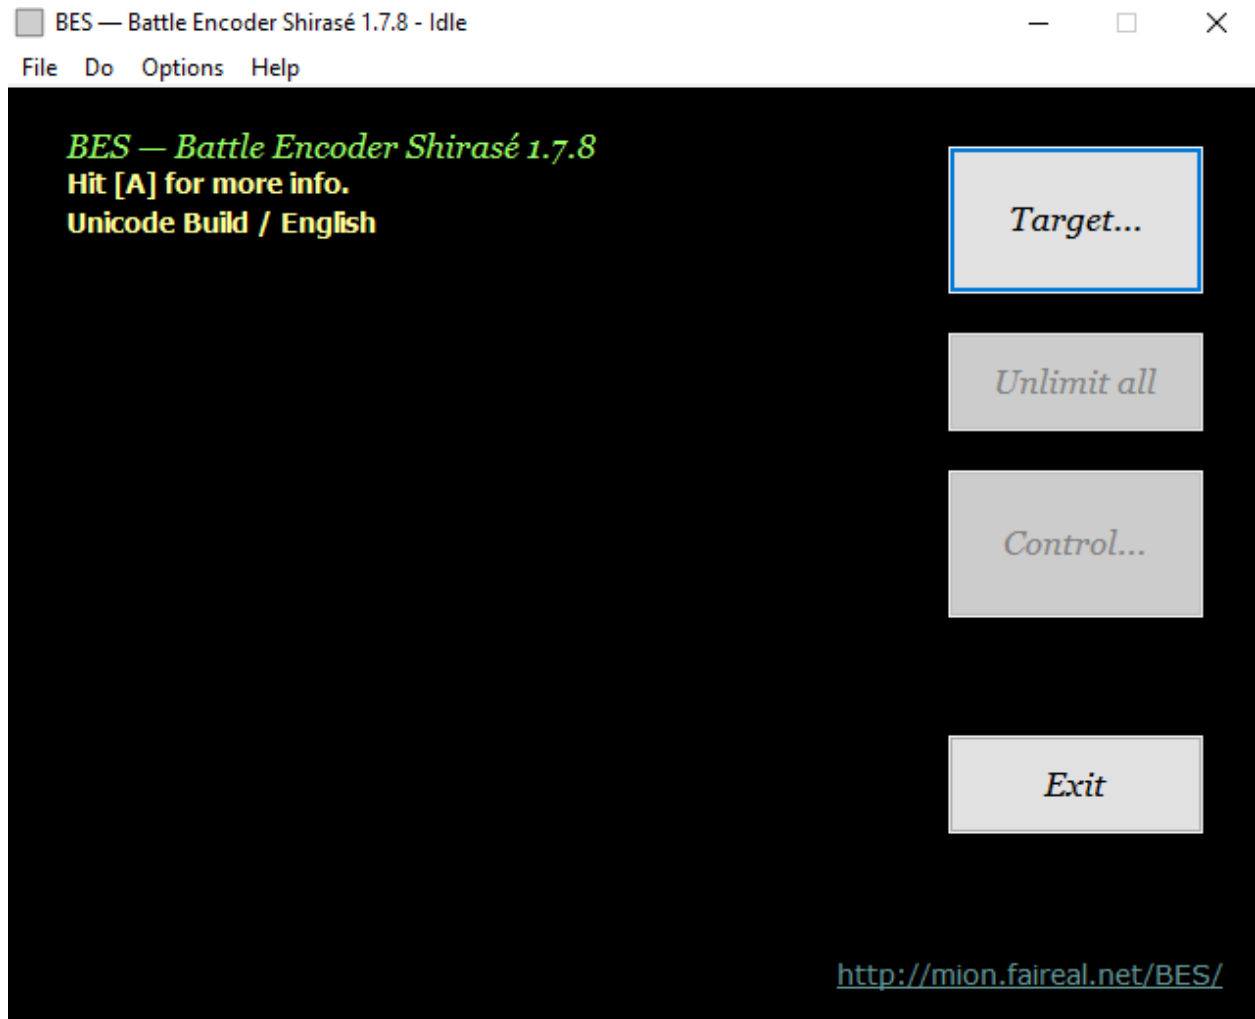 BES — Battle Encoder Shirasé 1.7.8 - Idle
File Do Options Help
BES — Battle Encoder Shirasé 1.7.8
Hit [A] for more info.
Unicode Build / English
Target...
Unlimit all
Control...
Exit
http://mion.faireal.net/BES/